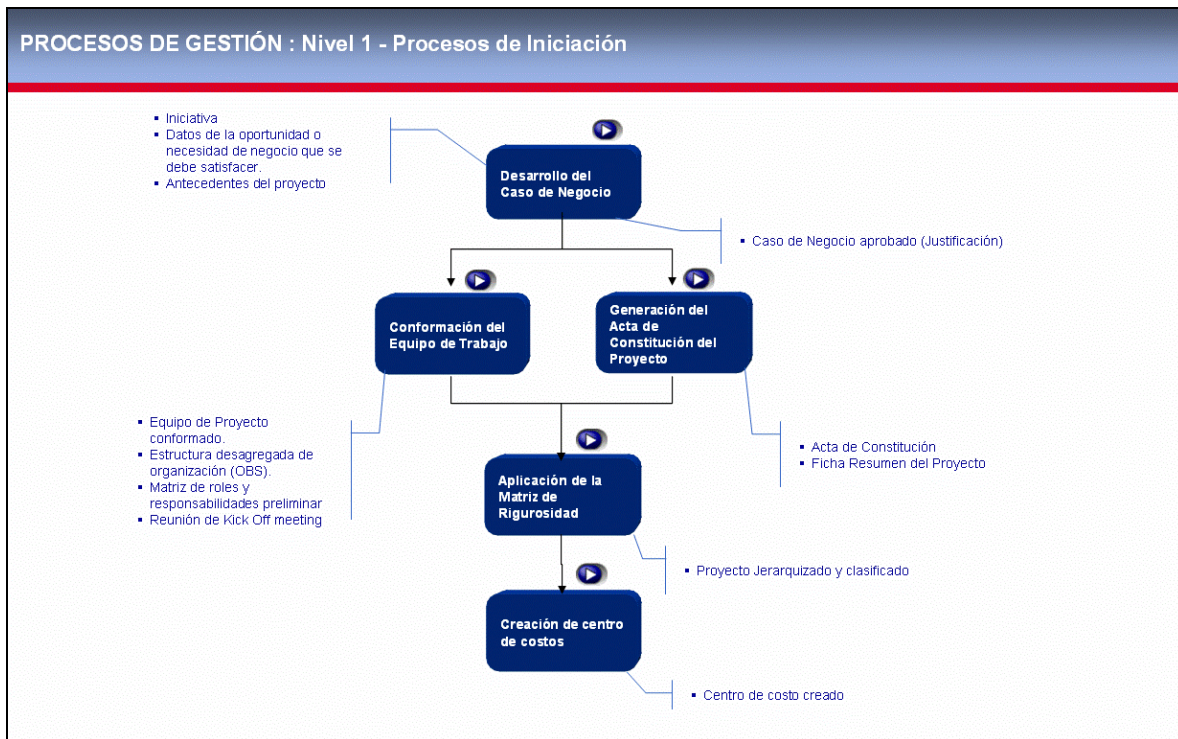 PROCESOS DE GESTIÓN : Nivel 1 - Procesos de Iniciación
▪ Iniciativa
▪ Datos de la oportunidad o
necesidad de negocio que se
debe satisfacer.
▪ Antecedentes del proyecto
Desarrollo del
Caso de Negocio
▪ Caso de Negocio aprobado (Justificación)
Conformación del
Equipo de Trabajo
Generación del
Acta de
Constitución del
Proyecto
▪ Equipo de Proyecto
conformado.
▪ Estructura desagregada de
organización (OBS).
▪ Matriz de roles y
responsabilidades preliminar
▪ Reunión de Kick Off meeting
▪ Acta de Constitución
▪ Ficha Resumen del Proyecto
Aplicación de la
Matriz de
Rigurosidad
▪ Proyecto Jerarquizado y clasificado
Creación de centro
de costos
▪ Centro de costo creado